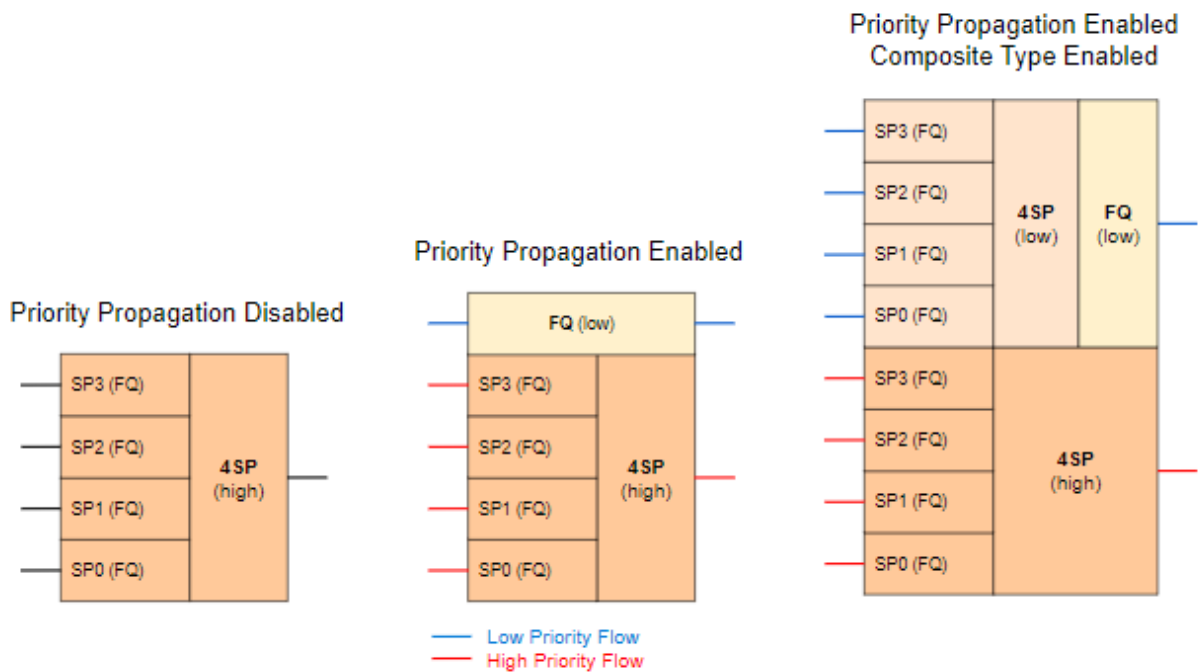 Priority Propagation Disabled
SP3 (FQ)
SP2 (FQ)
SP1 (FQ)
SP0 (FQ)
4SP
(high)
Priority Propagation Enabled
FQ (low)
SP3 (FQ)
SP2 (FQ)
SP1 (FQ)
SP0 (FQ)
4SP
(high)
Low Priority Flow
High Priority Flow
Priority Propagation Enabled
Composite Type Enabled
SP3 (FQ)
SP2 (FQ)
SP1 (FQ)
SP0 (FQ)
4SP
(low)
FQ
(low)
SP3 (FQ)
SP2 (FQ)
SP1 (FQ)
SP0 (FQ)
4SP
(high)